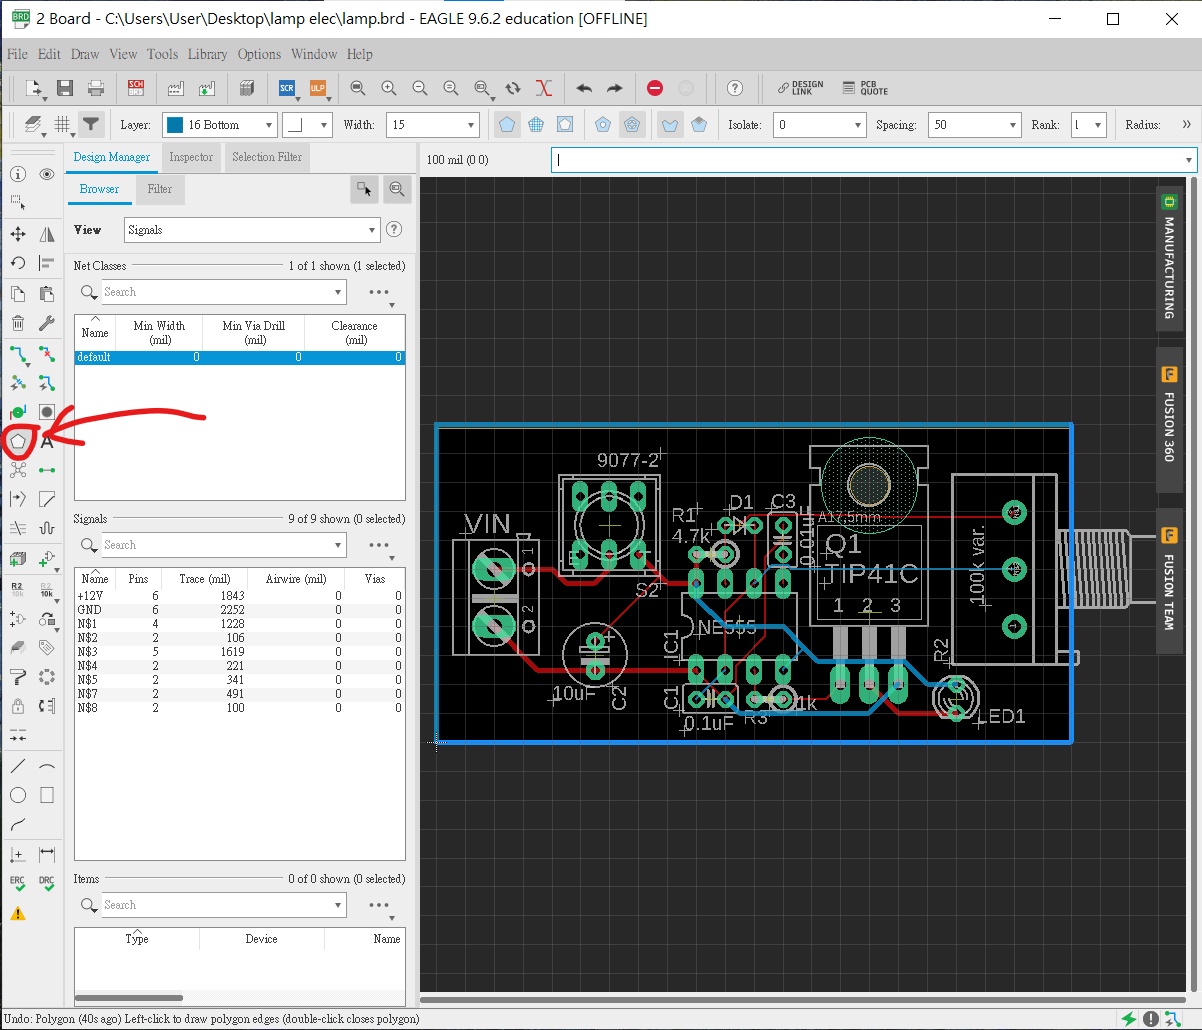 2 Board - C:\Users\User\Desktop\lamp elec\lamp.brd - EAGLE 9.6.2 education [OFFLINE]
File Edit Draw View Tools Library Options Window Help
SCH SCR ULP DESIGN LINK PCB QUOTE
Layer: 16 Bottom Width: 15 Isolate: 0 Spacing: 50 Rank: 1 Radius: »
Design Manager Inspector Selection Filter
100 mil (0 0)
Browser Filter
View Signals
Net Classes 1 of 1 shown (1 selected)
Search
Name Min Width (mil) Min Via Drill (mil) Clearance (mil)
default 0 0 0
Signals 9 of 9 shown (0 selected)
Search
Name Pins Trace (mil) Airwire (mil) Vias
+12V 6 1843 0 0
GND 6 2252 0 0
N$1 4 1228 0 0
N$2 2 106 0 0
N$3 5 1619 0 0
N$4 2 221 0 0
N$5 2 341 0 0
N$7 2 491 0 0
N$8 2 100 0 0
Items 0 of 0 shown (0 selected)
Search
Type Device Name
A
R2 10k R2 10k
ERC DRC
9077-2
VIN
1
2
S2
R1
4.7k
D1
C3
0.01uF
A17,5mm
Q1
TIP41C
1 2 3
100k var.
NE555
IC1
10uF
C2
C1
0.1uF
R3
1k
R2
LED1
MANUFACTURING
FUSION 360
FUSION TEAM
Undo: Polygon (40s ago) Left-click to draw polygon edges (double-click closes polygon)